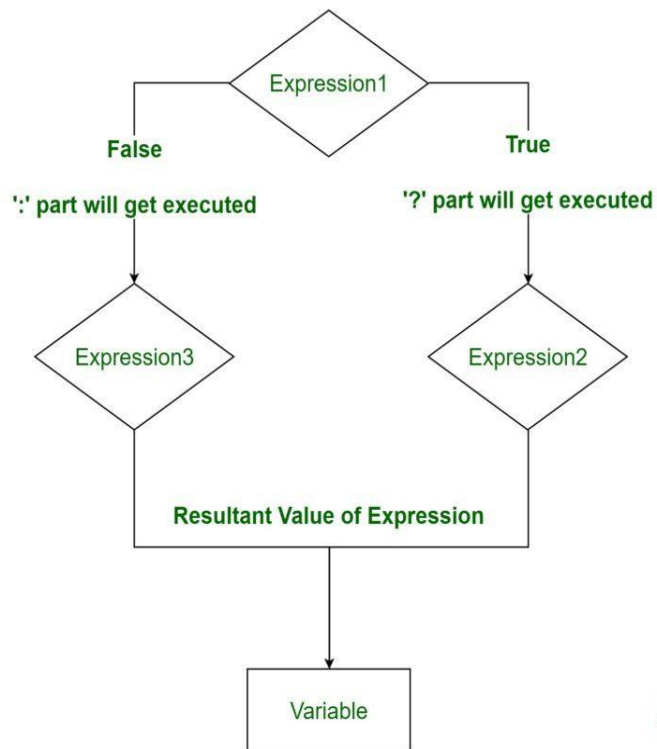 Expression1
False
True
':' part will get executed
'?' part will get executed
Expression3
Expression2
Resultant Value of Expression
Variable